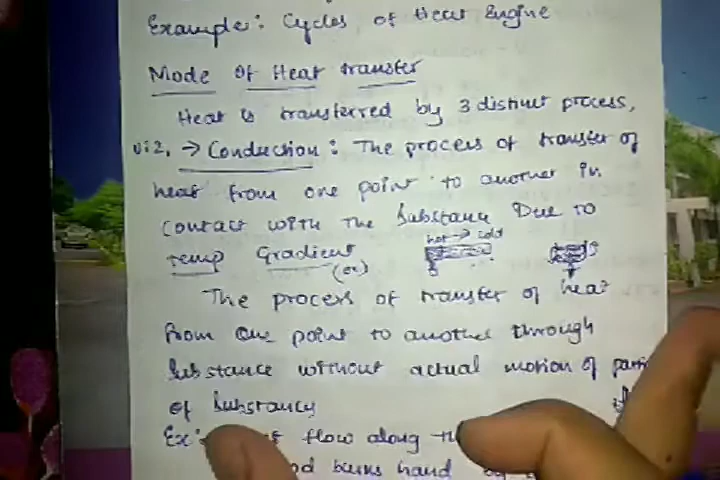 Example: Cycles of Heat Engine
Mode Of Heat transfer
Heat is transferred by 3 distinct process,
viz, → Conduction: The process of transfer of
heat from one point to another in
contact with the Substance Due to
hot → cold
Temp Gradient
(or)
The process of transfer of heat
from one point to another through
Substance without actual motion of
of Substance
Ex: flow along
burns hand